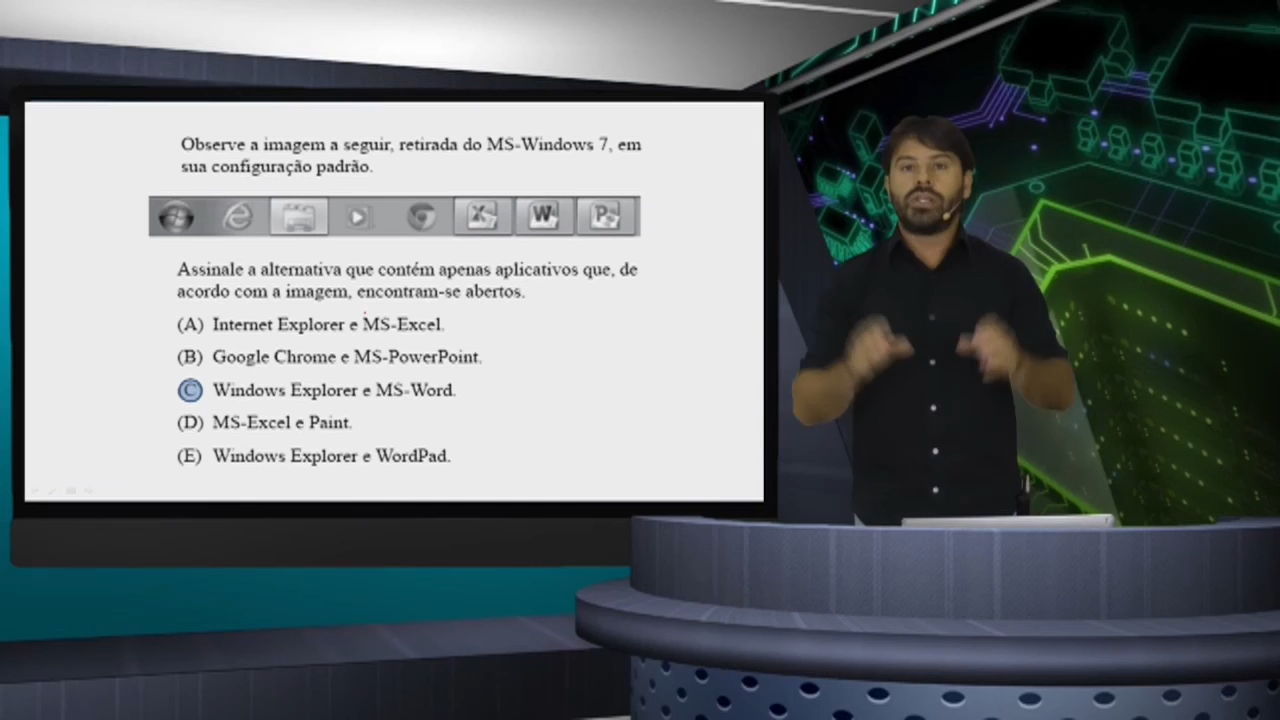 Observe a imagem a seguir, retirada do MS-Windows 7, em
sua configuração padrão.
X W P
Assinale a alternativa que contém apenas aplicativos que, de
acordo com a imagem, encontram-se abertos.
(A) Internet Explorer e MS-Excel.
(B) Google Chrome e MS-PowerPoint.
(C) Windows Explorer e MS-Word.
(D) MS-Excel e Paint.
(E) Windows Explorer e WordPad.